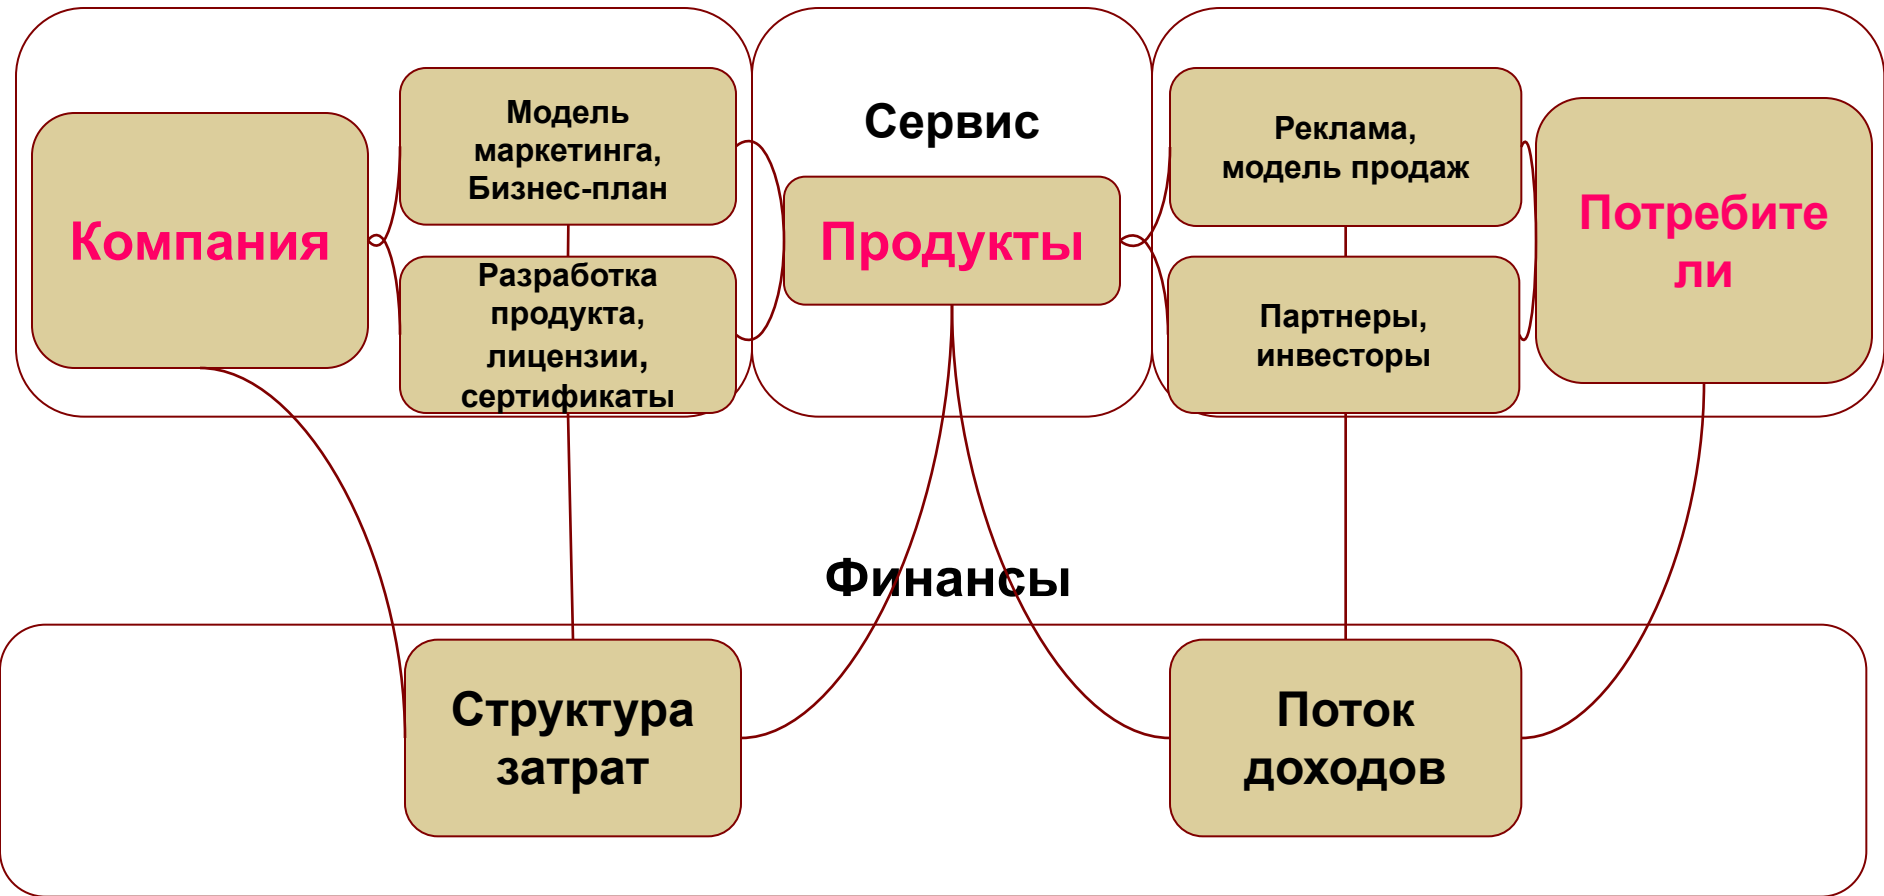 Компания
Модель
маркетинга,
Бизнес-план
Разработка
продукта,
лицензии,
сертификаты
Сервис
Продукты
Реклама,
модель продаж
Партнеры,
инвесторы
Потребите
ли
Финансы
Структура
затрат
Поток
доходов